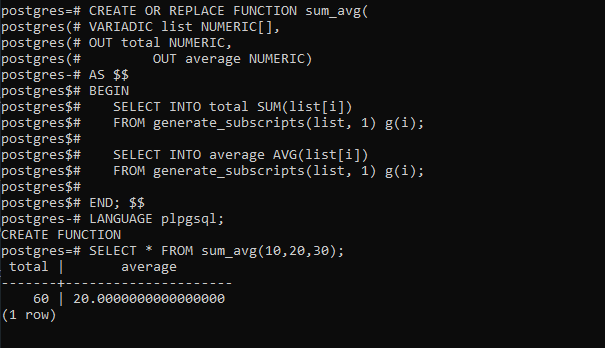 postgres=# CREATE OR REPLACE FUNCTION sum_avg(
postgres(# VARIADIC list NUMERIC[],
postgres(# OUT total NUMERIC,
postgres(#         OUT average NUMERIC)
postgres-# AS $$
postgres$# BEGIN
postgres$#    SELECT INTO total SUM(list[i])
postgres$#    FROM generate_subscripts(list, 1) g(i);
postgres$#
postgres$#    SELECT INTO average AVG(list[i])
postgres$#    FROM generate_subscripts(list, 1) g(i);
postgres$#
postgres$# END; $$
postgres-# LANGUAGE plpgsql;
CREATE FUNCTION
postgres=# SELECT * FROM sum_avg(10,20,30);
 total |       average
-------+---------------------
    60 | 20.0000000000000000
(1 row)